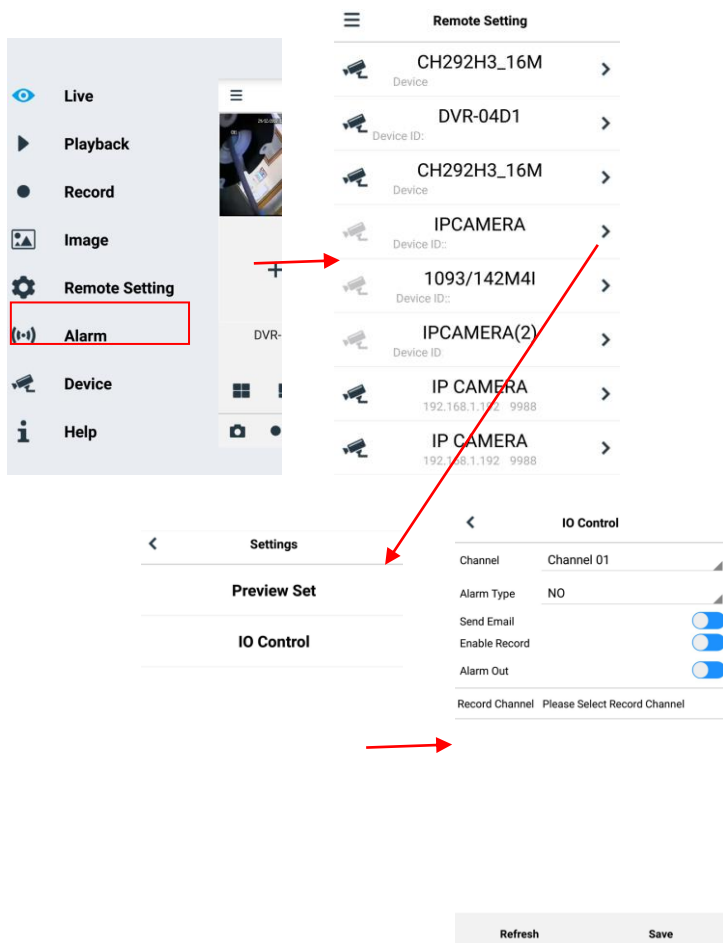 Live
Playback
Record
Image
Remote Setting
Alarm
Device
Help
DVR-
Remote Setting
CH292H3_16M
Device
DVR-04D1
Device ID:
CH292H3_16M
Device
IPCAMERA
Device ID::
1093/142M4I
Device ID::
IPCAMERA(2)
Device ID
IP CAMERA
192.168.1.192 9988
IP CAMERA
192.168.1.192 9988
Settings
Preview Set
IO Control
IO Control
Channel Channel 01
Alarm Type NO
Send Email
Enable Record
Alarm Out
Record Channel Please Select Record Channel
Refresh Save